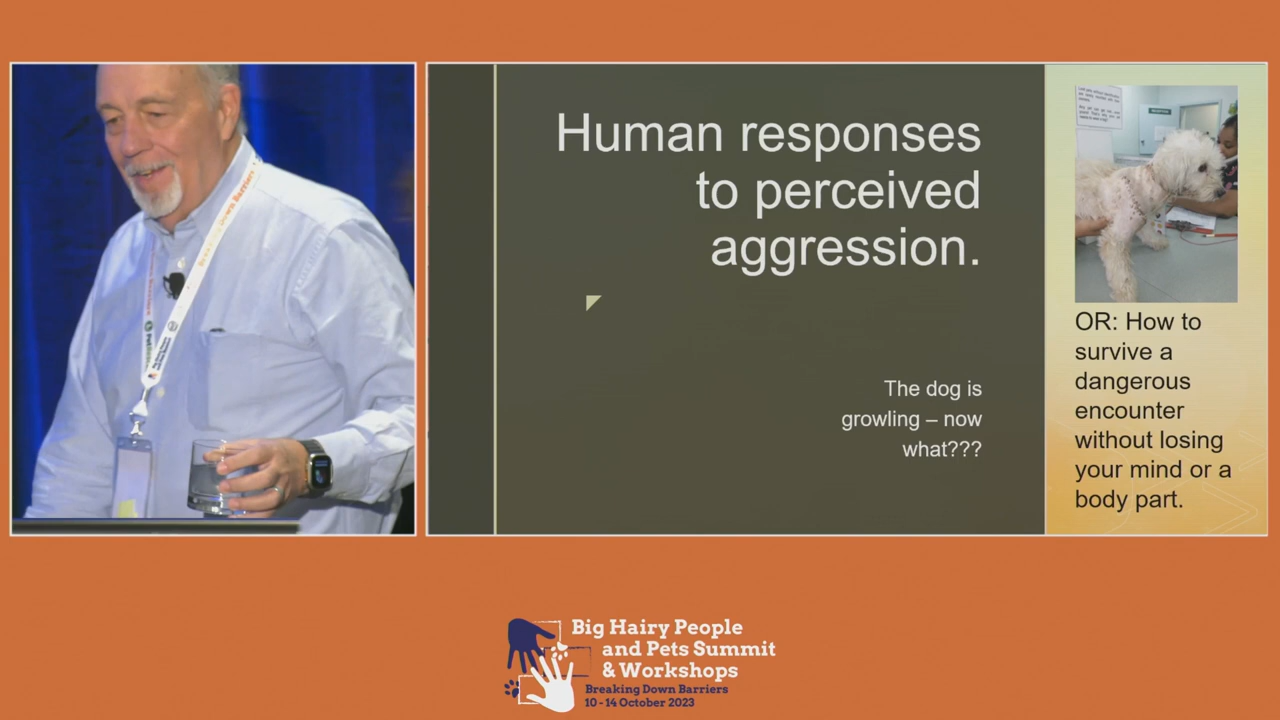 Human responses
to perceived
aggression.
The dog is
growling – now
what???
OR: How to
survive a
dangerous
encounter
without losing
your mind or a
body part.
Big Hairy People
and Pets Summit
& Workshops
Breaking Down Barriers
10 - 14 October 2023